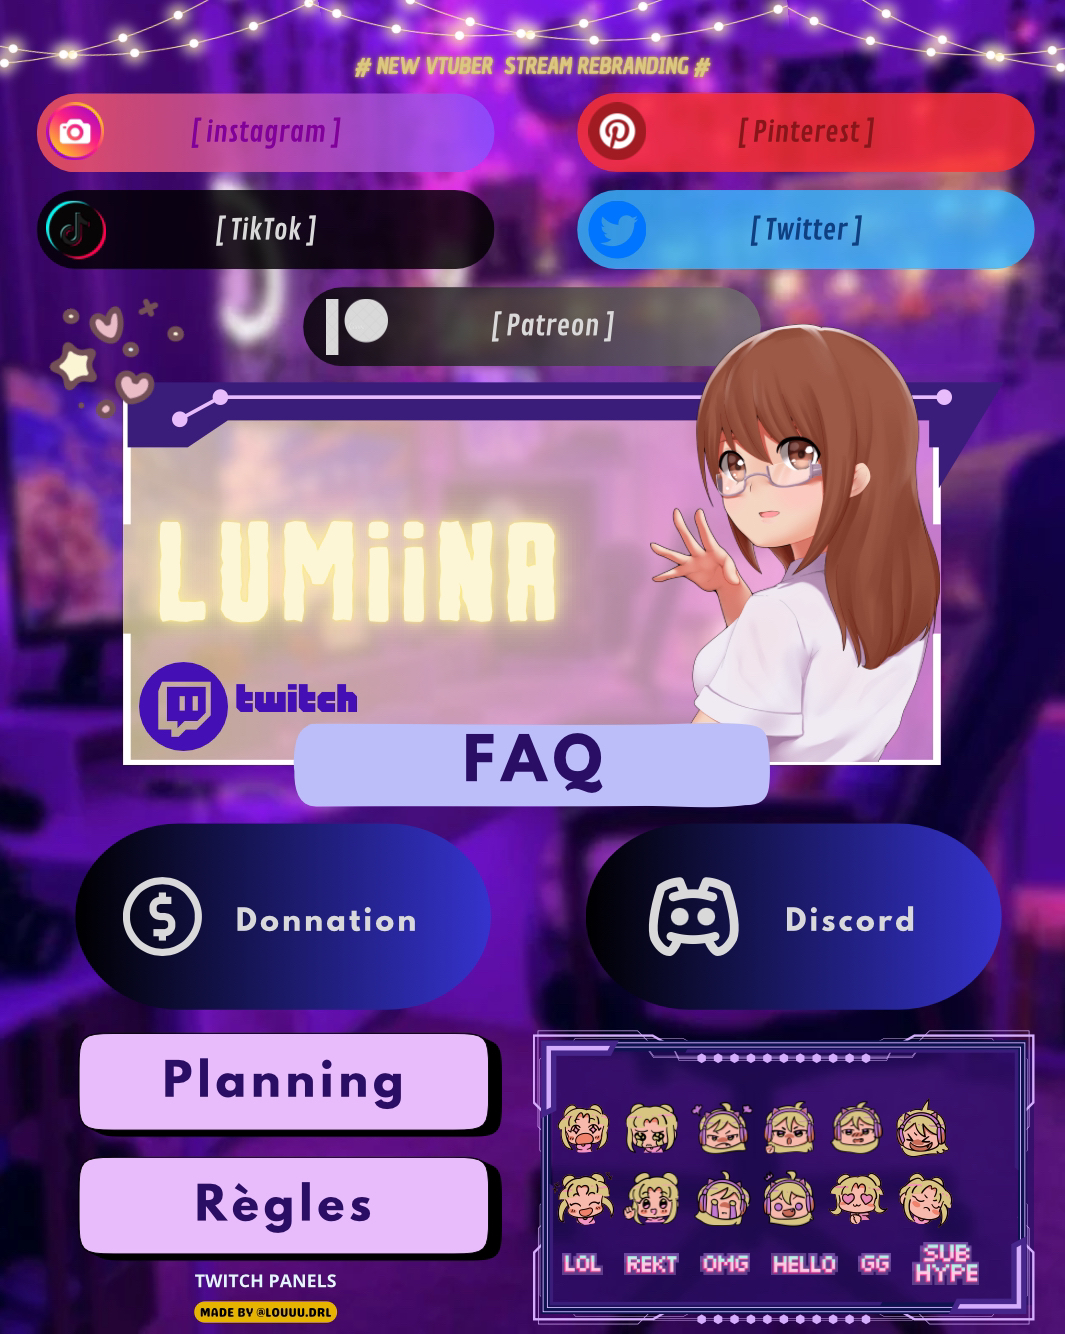 # NEW VTUBER STREAM REBRANDING #
[ instagram ]
[ Pinterest ]
[ TikTok ]
[ Twitter ]
[ Patreon ]
LUMiiNA
twitch
FAQ
Donnation
Discord
Planning
Règles
LOL REKT OMG HELLO GG SUB HYPE
TWITCH PANELS
MADE BY @LOUUU.DRL